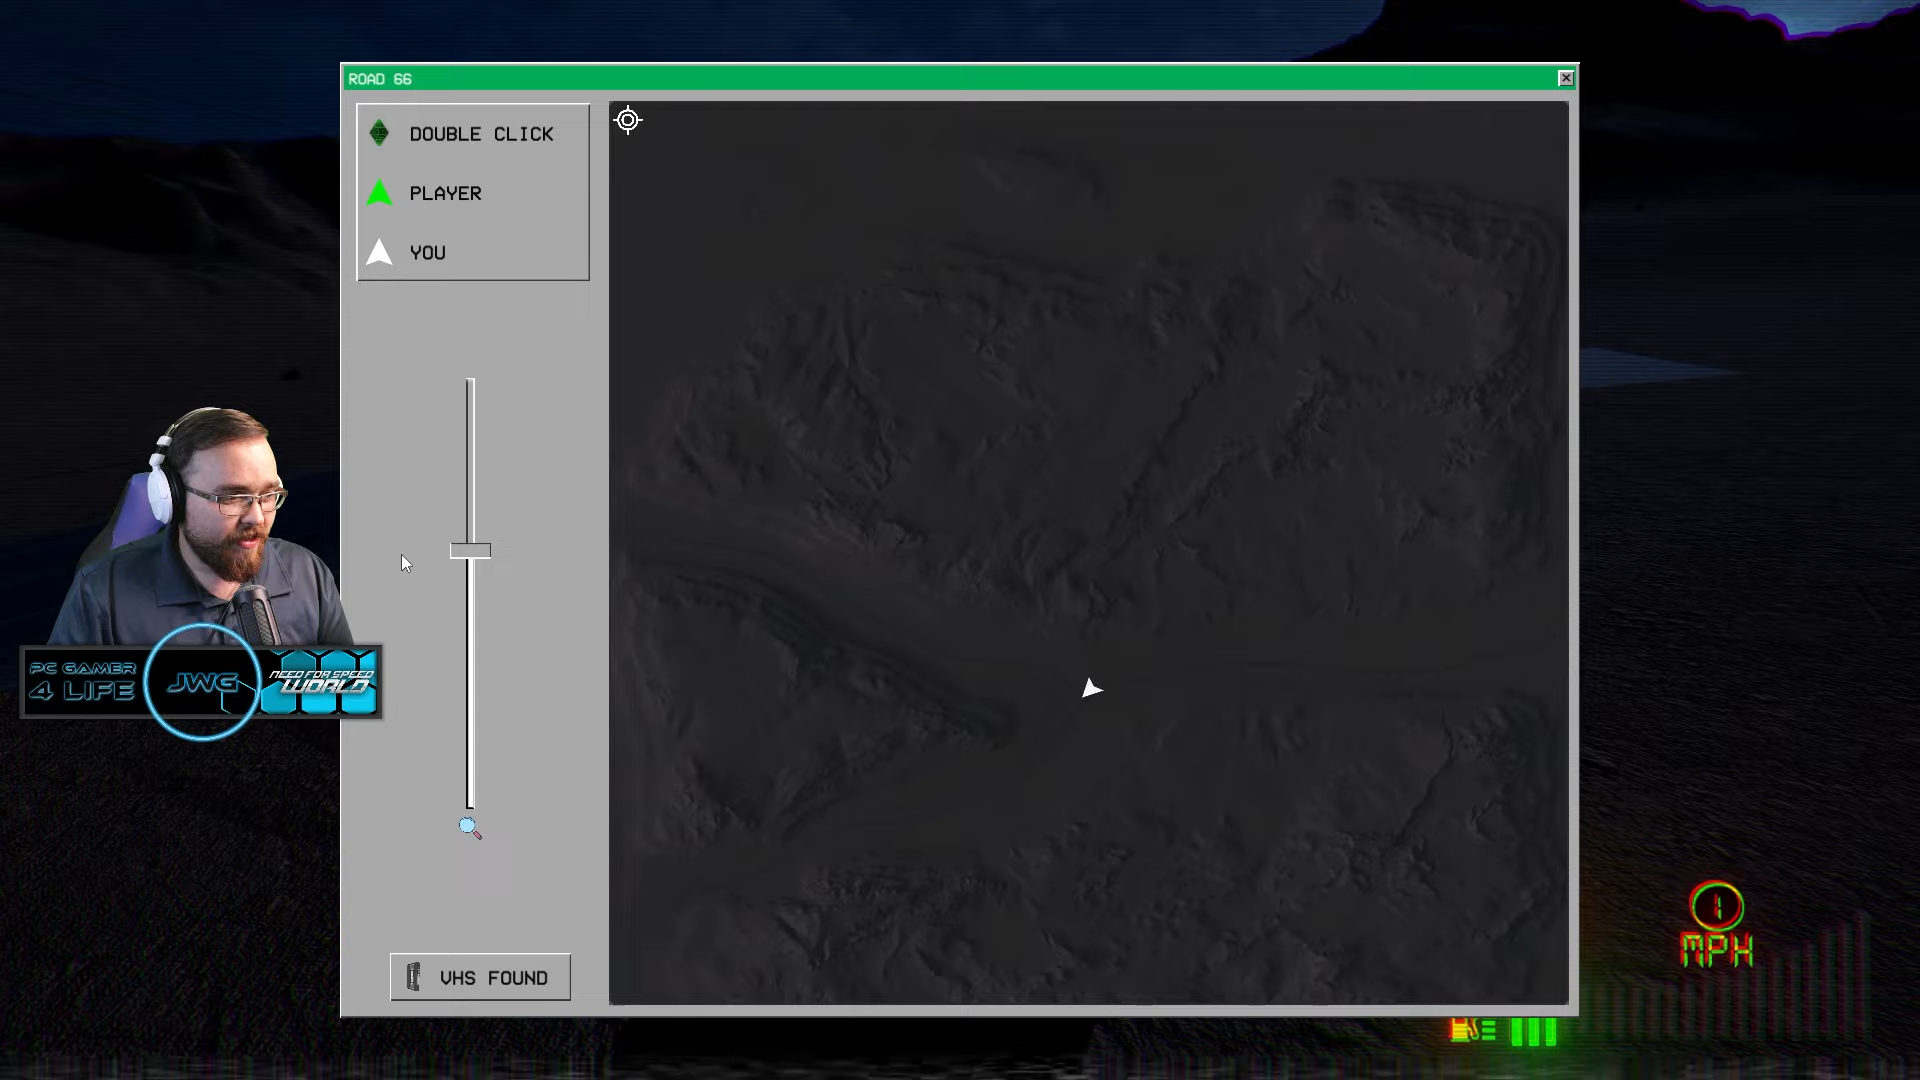 ROAD 66
DOUBLE CLICK
PLAYER
YOU
PC GAMER
4 LIFE
JWG
NEED FOR SPEED
WORLD
VHS FOUND
1
MPH